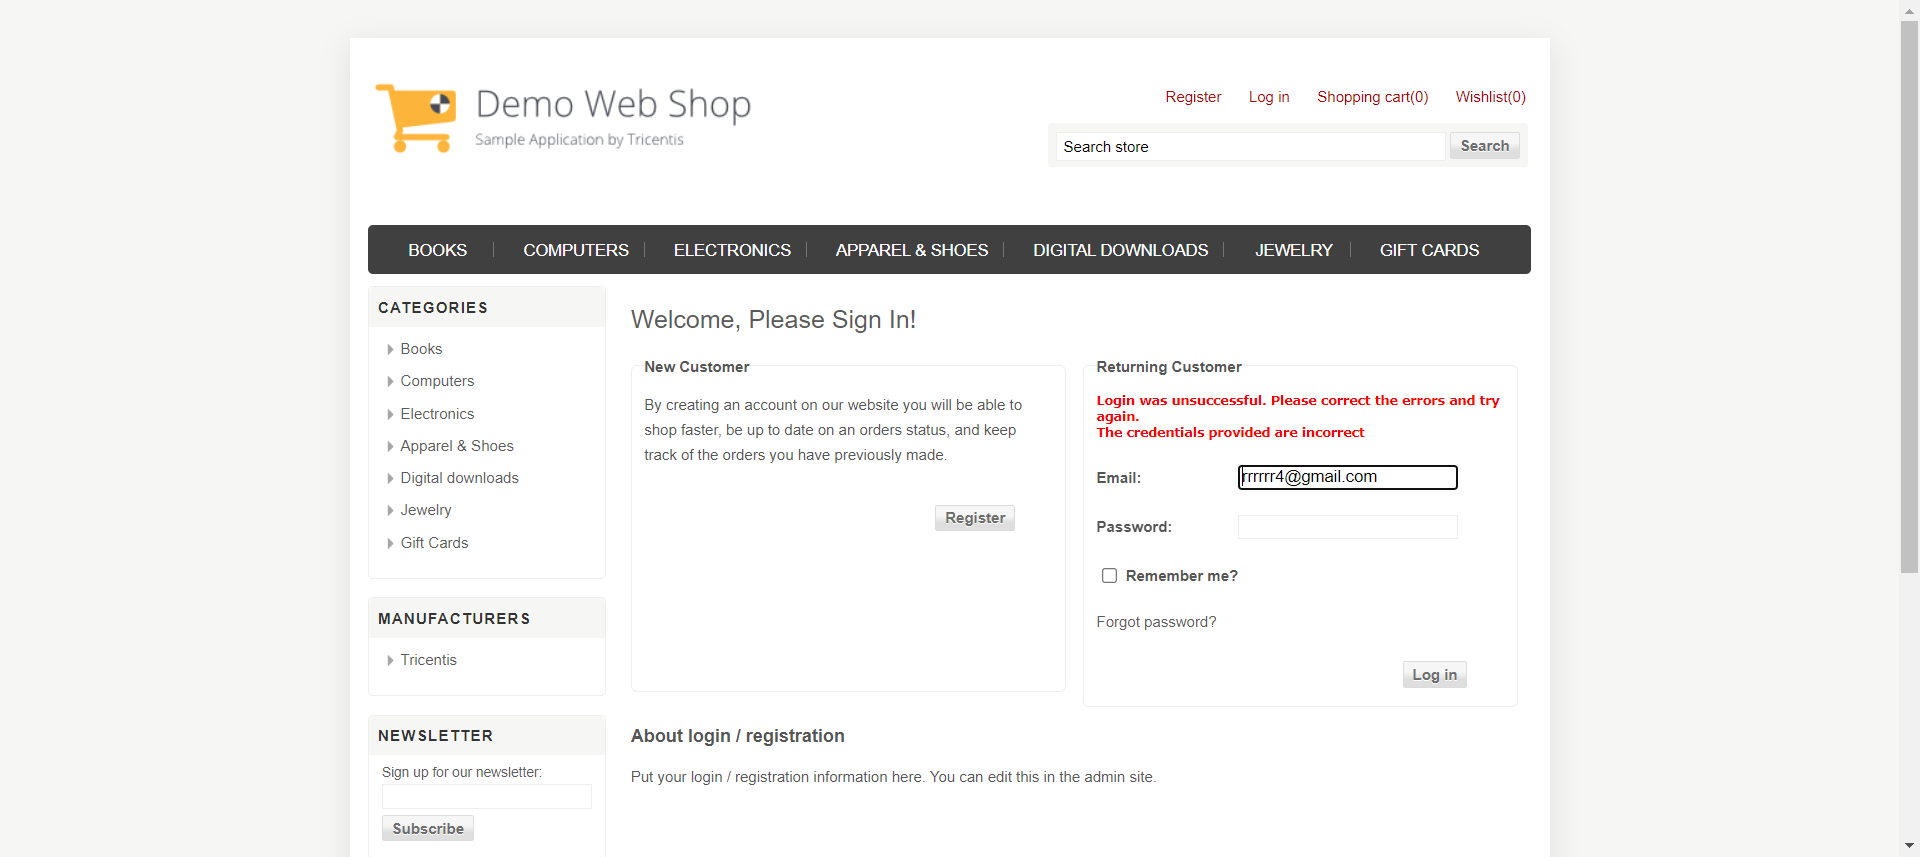 Demo Web Shop
Sample Application by Tricentis
Register Log in Shopping cart(0) Wishlist(0)
Search store Search
BOOKS COMPUTERS ELECTRONICS APPAREL & SHOES DIGITAL DOWNLOADS JEWELRY GIFT CARDS
CATEGORIES
Books
Computers
Electronics
Apparel & Shoes
Digital downloads
Jewelry
Gift Cards
MANUFACTURERS
Tricentis
NEWSLETTER
Sign up for our newsletter:
Subscribe
Welcome, Please Sign In!
New Customer
By creating an account on our website you will be able to
shop faster, be up to date on an orders status, and keep
track of the orders you have previously made.
Register
Returning Customer
Login was unsuccessful. Please correct the errors and try
again.
The credentials provided are incorrect
Email: rrrrrr4@gmail.com
Password:
Remember me?
Forgot password?
Log in
About login / registration
Put your login / registration information here. You can edit this in the admin site.